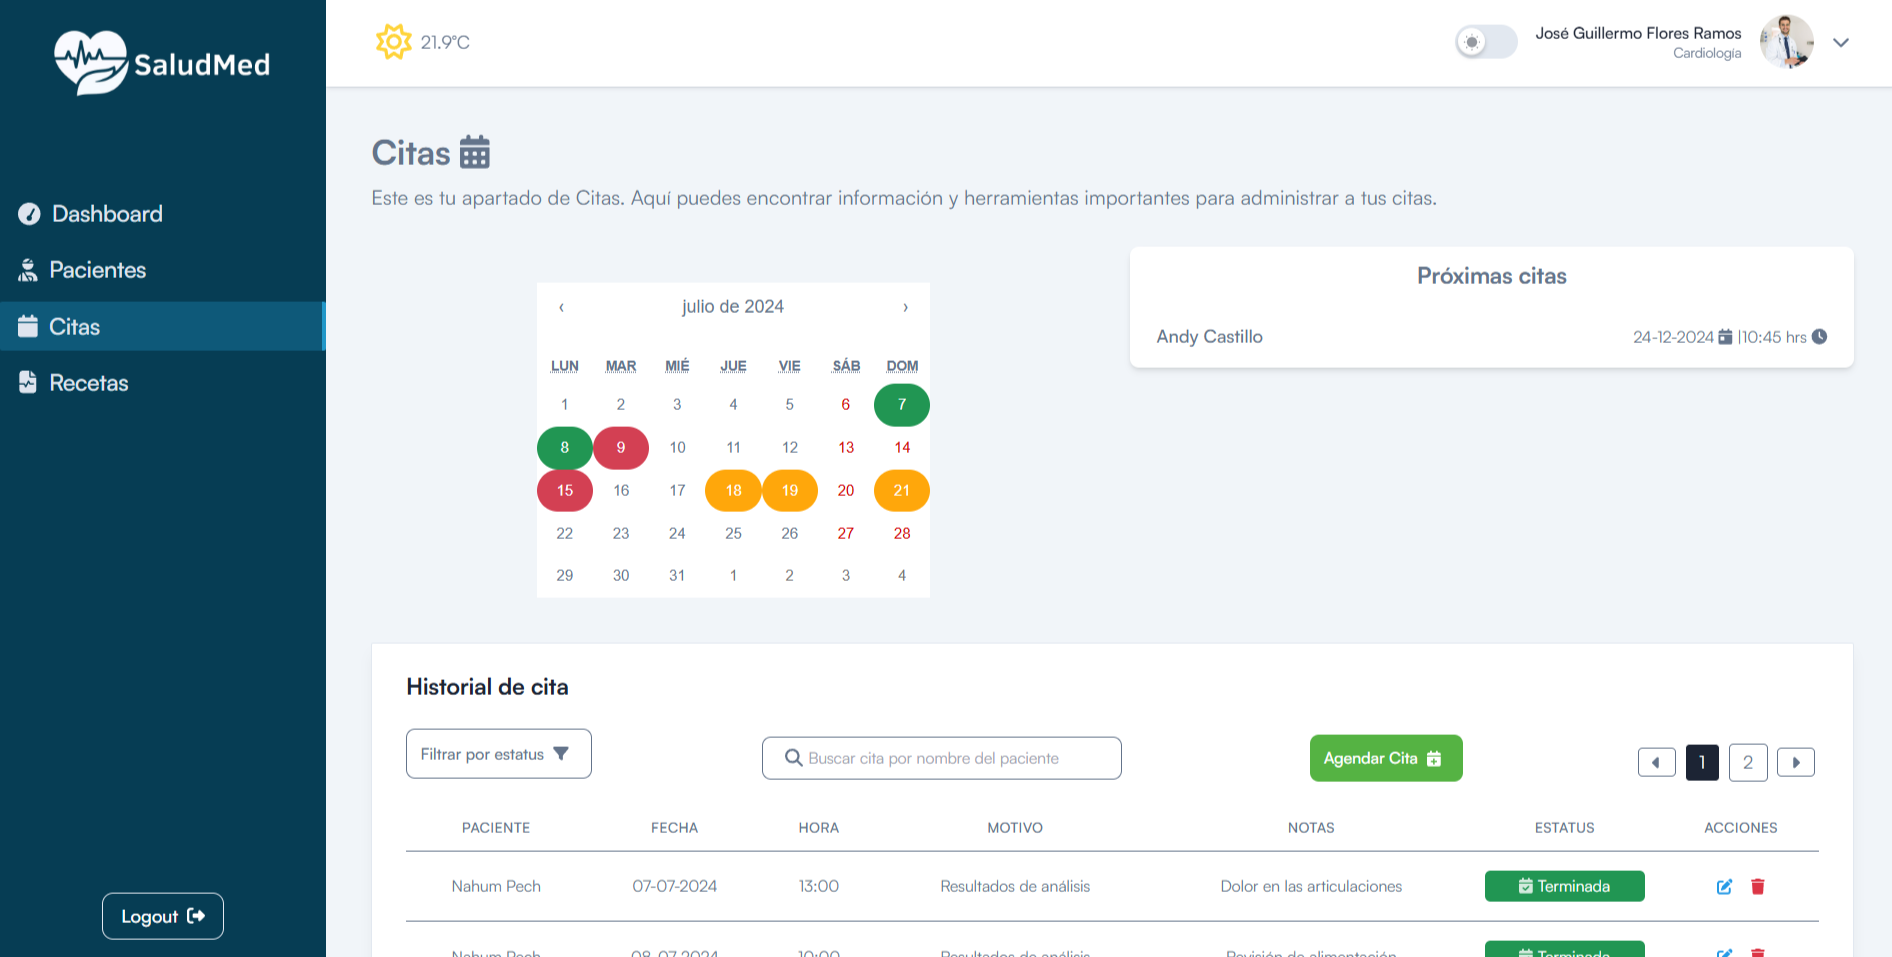 SaludMed
21.9°C
José Guillermo Flores Ramos
Cardiología
Dashboard
Pacientes
Citas
Recetas
Logout
Citas
Este es tu apartado de Citas. Aquí puedes encontrar información y herramientas importantes para administrar a tus citas.
‹ julio de 2024 ›
LUN MAR MIÉ JUE VIE SÁB DOM
1 2 3 4 5 6 7
8 9 10 11 12 13 14
15 16 17 18 19 20 21
22 23 24 25 26 27 28
29 30 31 1 2 3 4
Próximas citas
Andy Castillo 24-12-2024 |10:45 hrs
Historial de cita
Filtrar por estatus
Buscar cita por nombre del paciente
Agendar Cita
1 2
PACIENTE FECHA HORA MOTIVO NOTAS ESTATUS ACCIONES
Nahum Pech 07-07-2024 13:00 Resultados de análisis Dolor en las articulaciones Terminada
Nahum Pech 08-07-2024 10:00 Resultados de análisis Revisión de alimentación Terminada